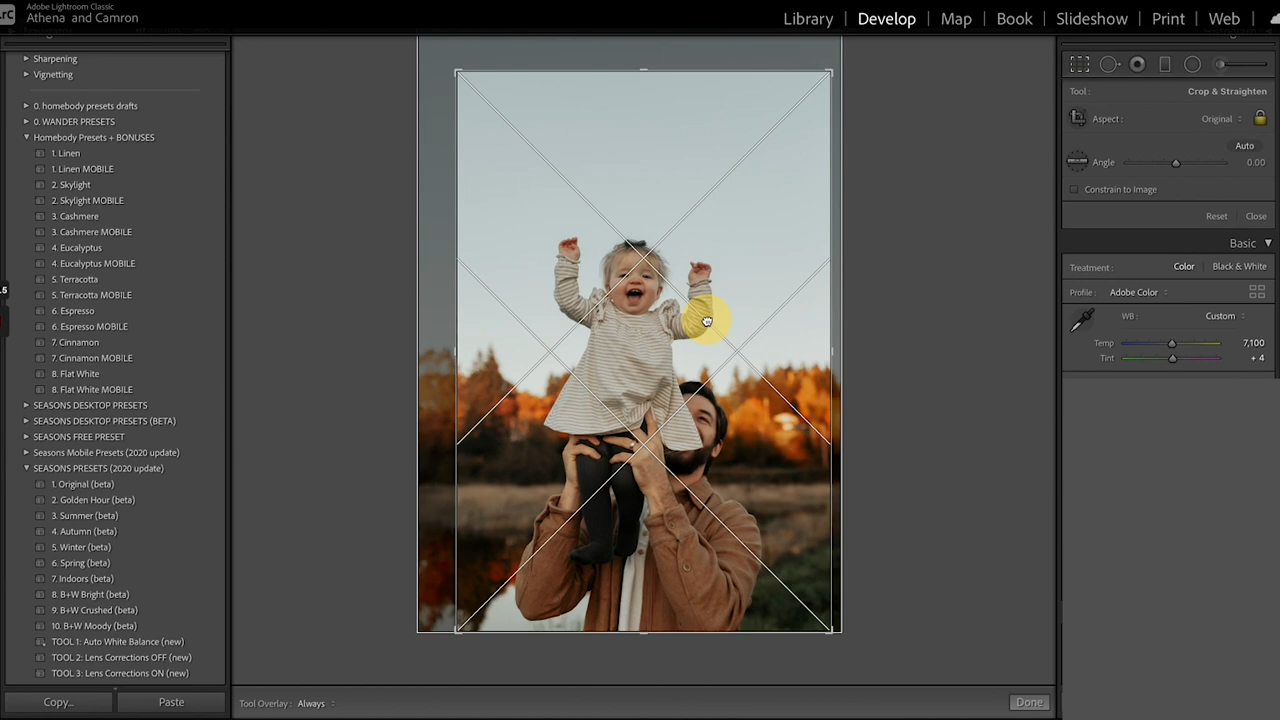 rC
Adobe Lightroom Classic
Athena and Camron
Library | Develop | Map | Book | Slideshow | Print | Web
Sharpening
Vignetting
0. homebody presets drafts
0. WANDER PRESETS
Homebody Presets + BONUSES
1. Linen
1. Linen MOBILE
2. Skylight
2. Skylight MOBILE
3. Cashmere
3. Cashmere MOBILE
4. Eucalyptus
4. Eucalyptus MOBILE
5. Terracotta
5. Terracotta MOBILE
6. Espresso
6. Espresso MOBILE
7. Cinnamon
7. Cinnamon MOBILE
8. Flat White
8. Flat White MOBILE
SEASONS DESKTOP PRESETS
SEASONS DESKTOP PRESETS (BETA)
SEASONS FREE PRESET
Seasons Mobile Presets (2020 update)
SEASONS PRESETS (2020 update)
1. Original (beta)
2. Golden Hour (beta)
3. Summer (beta)
4. Autumn (beta)
5. Winter (beta)
6. Spring (beta)
7. Indoors (beta)
8. B+W Bright (beta)
9. B+W Crushed (beta)
10. B+W Moody (beta)
TOOL 1: Auto White Balance (new)
TOOL 2: Lens Corrections OFF (new)
TOOL 3: Lens Corrections ON (new)
Copy... Paste
.5
Tool Overlay : Always
Done
Tool : Crop & Straighten
Aspect : Original
Auto
Angle 0.00
Constrain to Image
Reset Close
Basic
Treatment : Color Black & White
Profile : Adobe Color
WB : Custom
Temp 7,100
Tint + 4